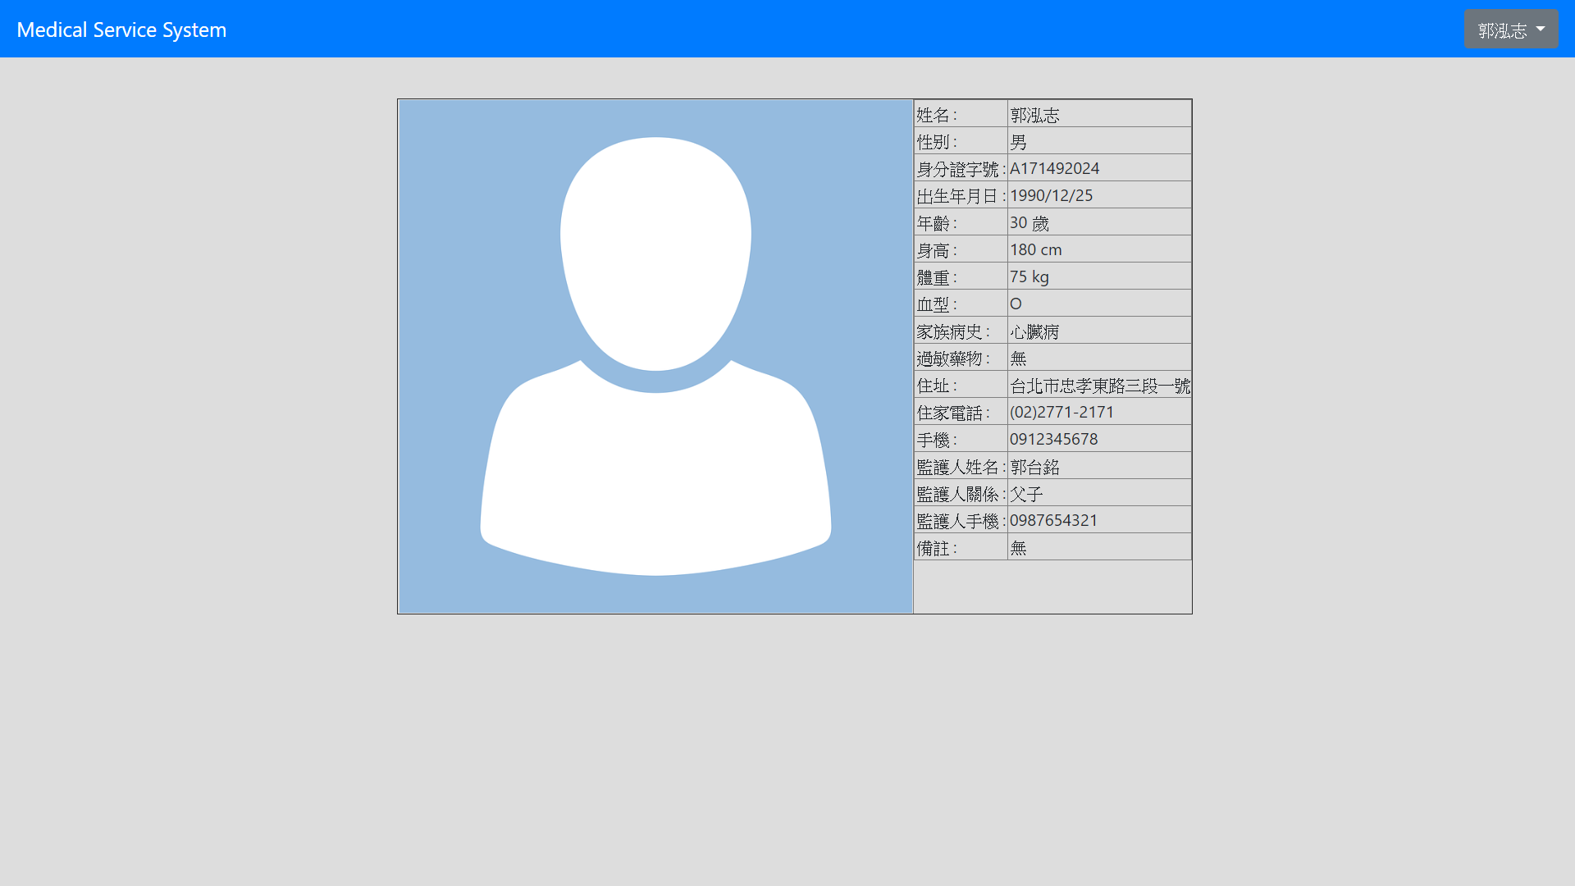 Medical Service System
郭泓志
姓名 : 郭泓志
性別 : 男
身分證字號 : A171492024
出生年月日 : 1990/12/25
年齡 : 30 歲
身高 : 180 cm
體重 : 75 kg
血型 : O
家族病史 : 心臟病
過敏藥物 : 無
住址 : 台北市忠孝東路三段一號
住家電話 : (02)2771-2171
手機 : 0912345678
監護人姓名 : 郭台銘
監護人關係 : 父子
監護人手機 : 0987654321
備註 : 無